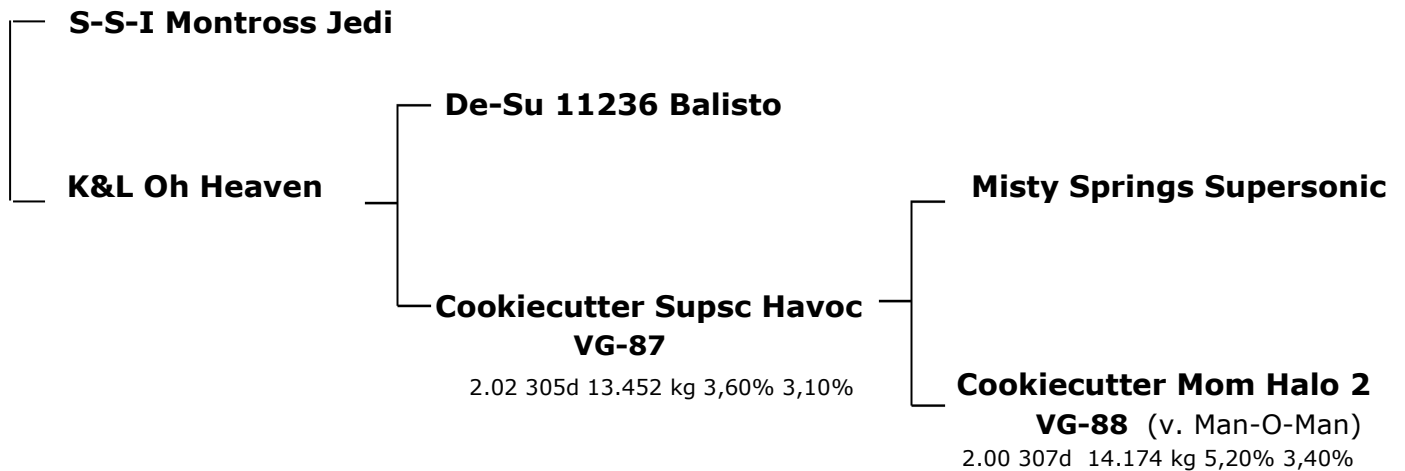 S-S-I Montross Jedi
De-Su 11236 Balisto
K&L Oh Heaven
Misty Springs Supersonic
Cookiecutter Supsc Havoc
VG-87
2.02 305d 13.452 kg 3,60% 3,10%
Cookiecutter Mom Halo 2
VG-88 (v. Man-O-Man)
2.00 307d 14.174 kg 5,20% 3,40%